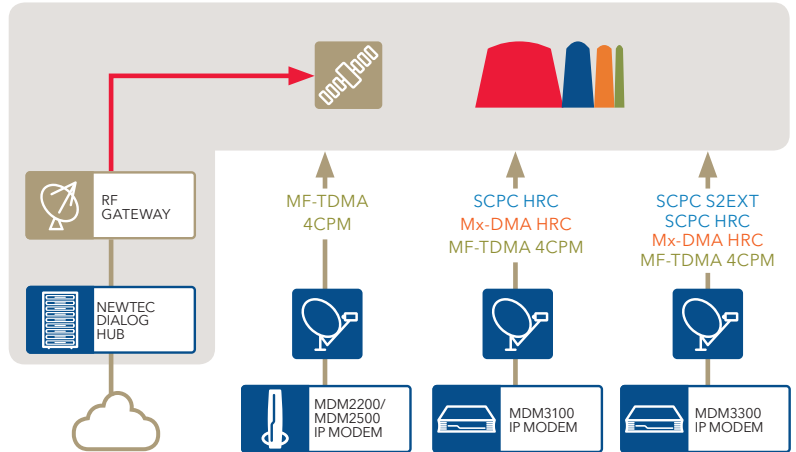 RF
GATEWAY
NEWTEC
DIALOG
HUB
MF-TDMA
4CPM
SCPC HRC
Mx-DMA HRC
MF-TDMA 4CPM
SCPC S2EXT
SCPC HRC
Mx-DMA HRC
MF-TDMA 4CPM
MDM2200/
MDM2500
IP MODEM
MDM3100
IP MODEM
MDM3300
IP MODEM